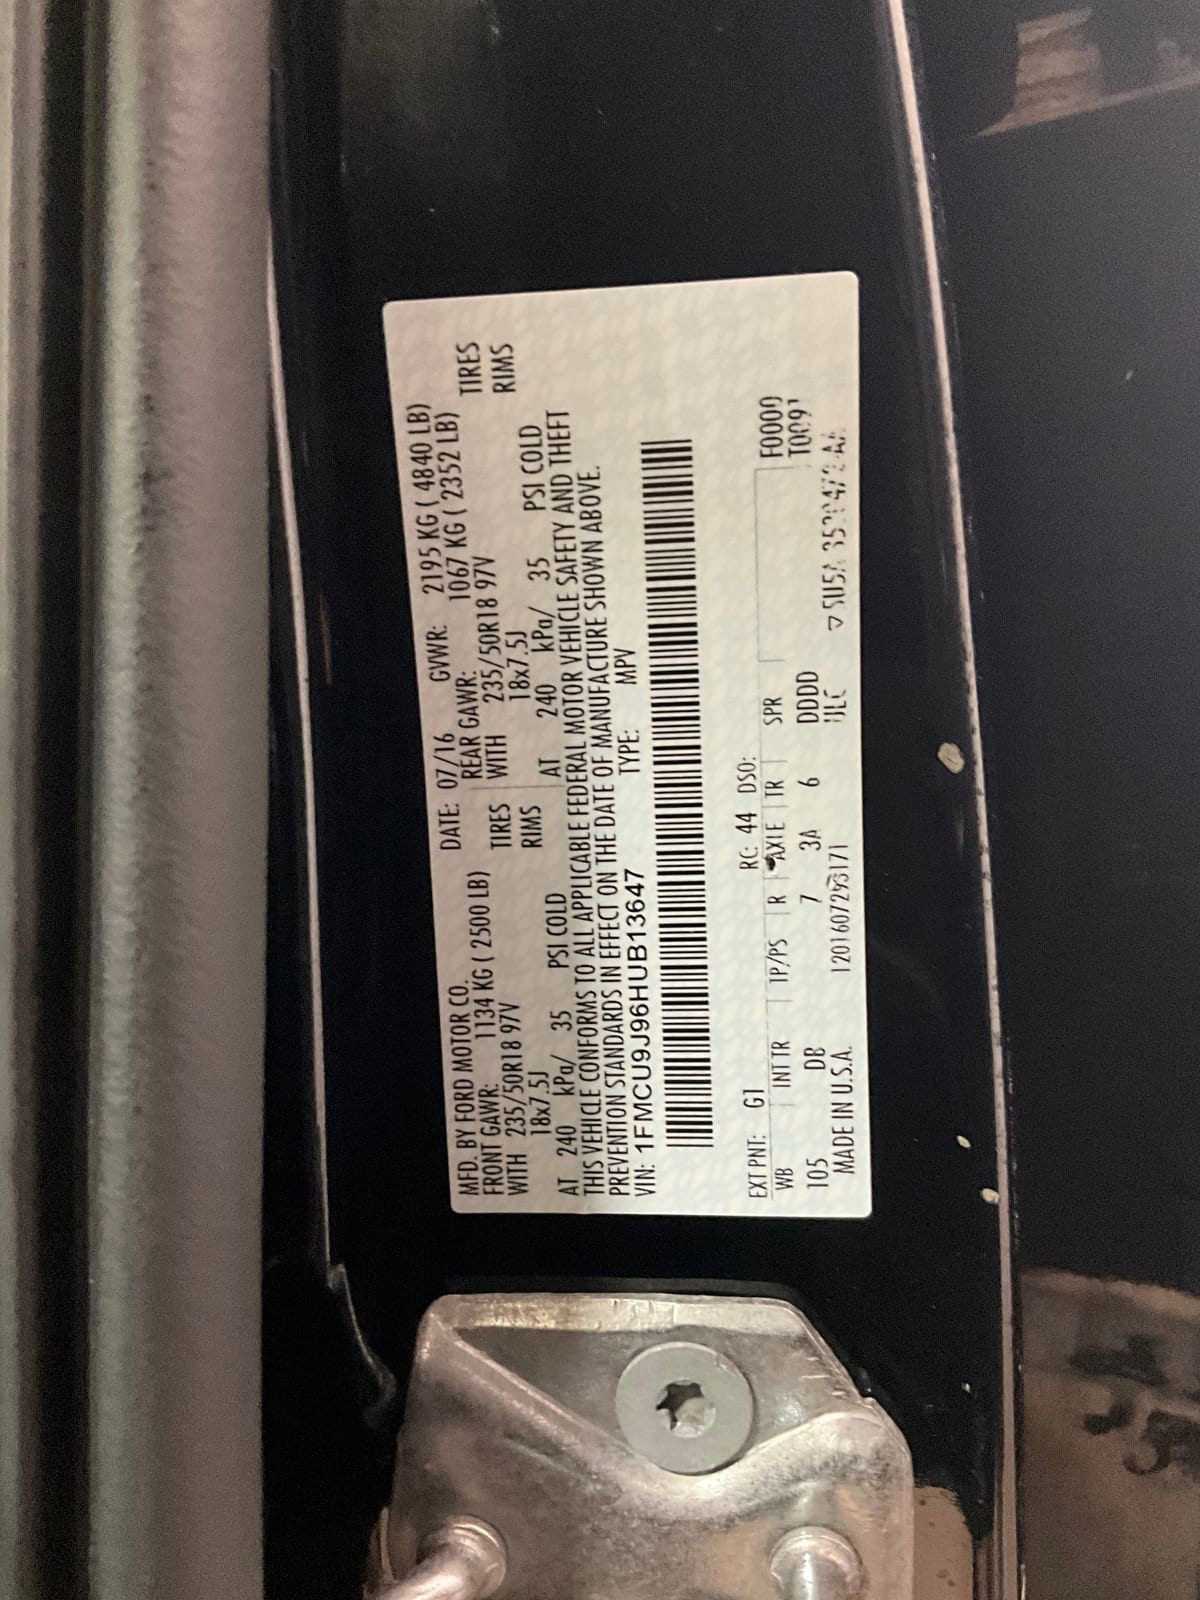 MFD. BY FORD MOTOR CO. DATE: 07/16 GVWR: 2195 KG ( 4840 LB)
FRONT GAWR: 1134 KG ( 2500 LB) REAR GAWR: 1067 KG ( 2352 LB)
WITH 235/50R18 97V TIRES WITH 235/50R18 97V TIRES
18x7.5J RIMS 18x7.5J RIMS
AT 240 kPa/ 35 PSI COLD AT 240 kPa/ 35 PSI COLD
THIS VEHICLE CONFORMS TO ALL APPLICABLE FEDERAL MOTOR VEHICLE SAFETY AND THEFT
PREVENTION STANDARDS IN EFFECT ON THE DATE OF MANUFACTURE SHOWN ABOVE.
VIN: 1FMCU9J96HUB13647 TYPE: MPV
EXT PNT: G1 RC: 44 DSO: F0000
WB INT TR TP/PS R AXLE TR SPR T0091
105 DB 7 3A 6 DDDD
MADE IN U.S.A.